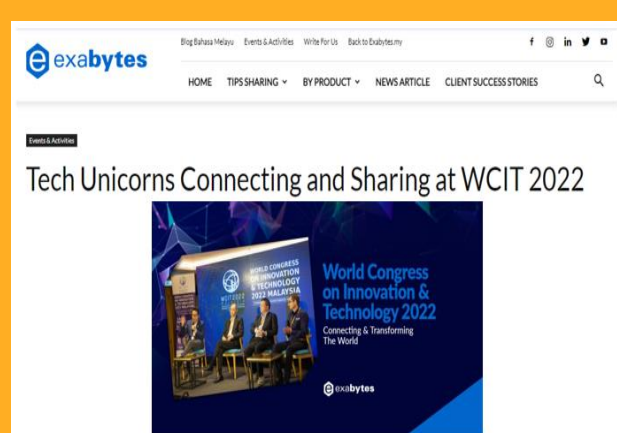 exabytes
Blog Bahasa Melayu Events & Activities Write For Us Back to Exabytes.my
HOME TIPS SHARING BY PRODUCT NEWS ARTICLE CLIENT SUCCESS STORIES
Events & Activities
Tech Unicorns Connecting and Sharing at WCIT 2022
WCIT2022
WORLD CONGRESS
ON INNOVATION &
TECHNOLOGY
2022 MALAYSIA
World Congress
on Innovation &
Technology 2022
Connecting & Transforming
The World
exabytes